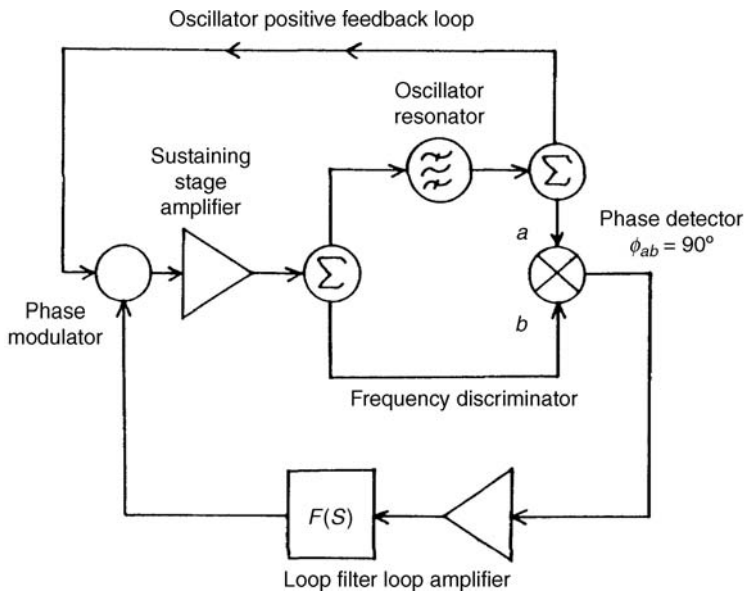 Oscillator positive feedback loop
Oscillator
resonator
Sustaining
stage
amplifier
Σ
Σ
a
Phase detector
ϕab = 90º
b
Phase
modulator
Frequency discriminator
F(S)
Loop filter loop amplifier